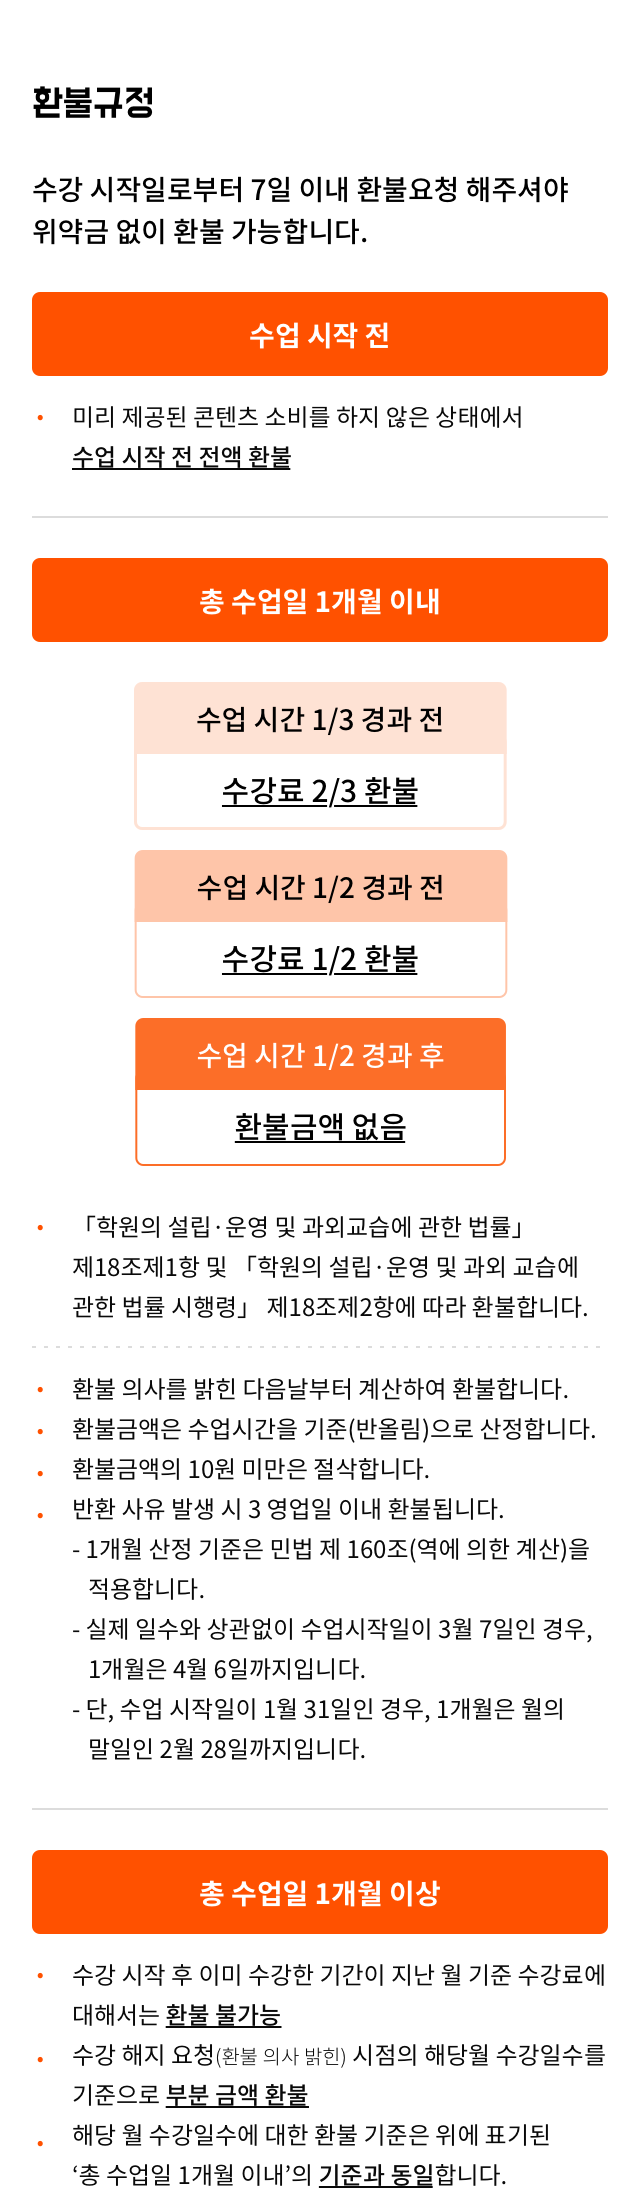 환불규정
수강 시작일로부터 7일 이내 환불요청 해주셔야
위약금 없이 환불 가능합니다.
수업 시작 전
• 미리 제공된 콘텐츠 소비를 하지 않은 상태에서
수업 시작 전 전액 환불
총 수업일 1개월 이내
수업 시간 1/3 경과 전
수강료 2/3 환불
수업 시간 1/2 경과 전
수강료 1/2 환불
수업 시간 1/2 경과 후
환불금액 없음
• 「학원의 설립·운영 및 과외교습에 관한 법률」
제18조제1항 및 「학원의 설립·운영 및 과외 교습에
관한 법률 시행령」 제18조제2항에 따라 환불합니다.
• 환불 의사를 밝힌 다음날부터 계산하여 환불합니다.
• 환불금액은 수업시간을 기준(반올림)으로 산정합니다.
• 환불금액의 10원 미만은 절삭합니다.
• 반환 사유 발생 시 3 영업일 이내 환불됩니다.
- 1개월 산정 기준은 민법 제 160조(역에 의한 계산)을
적용합니다.
- 실제 일수와 상관없이 수업시작일이 3월 7일인 경우,
1개월은 4월 6일까지입니다.
- 단, 수업 시작일이 1월 31일인 경우, 1개월은 월의
말일인 2월 28일까지입니다.
총 수업일 1개월 이상
• 수강 시작 후 이미 수강한 기간이 지난 월 기준 수강료에
대해서는 환불 불가능
• 수강 해지 요청(환불 의사 밝힌) 시점의 해당월 수강일수를
기준으로 부분 금액 환불
• 해당 월 수강일수에 대한 환불 기준은 위에 표기된
‘총 수업일 1개월 이내’의 기준과 동일합니다.